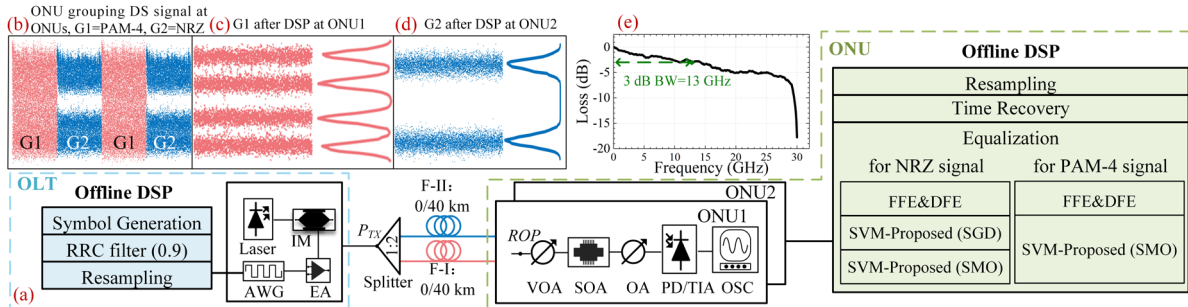 (b)
ONU grouping DS signal at
ONUs, G1=PAM-4, G2=NRZ
G1
G2
G1
G2
(c)
G1 after DSP at ONU1
(d)
G2 after DSP at ONU2
(e)
Loss (dB)
0
-5
-10
-15
-20
3 dB BW=13 GHz
0
5
10
15
20
25
30
Frequency (GHz)
GHz
ONU
Offline DSP
Resampling
Time Recovery
Equalization
for NRZ signal
for PAM-4 signal
FFE&DFE
FFE&DFE
SVM-Proposed (SGD)
SVM-Proposed (SMO)
SVM-Proposed (SMO)
(a)
OLT
Offline DSP
Symbol Generation
RRC filter (0.9)
Resampling
Laser
IM
AWG
EA
PTX
1:2
Splitter
F-II:
0/40 km
F-I:
0/40 km
ONU2
ONU1
ROP
VOA
SOA
OA
PD/TIA
OSC